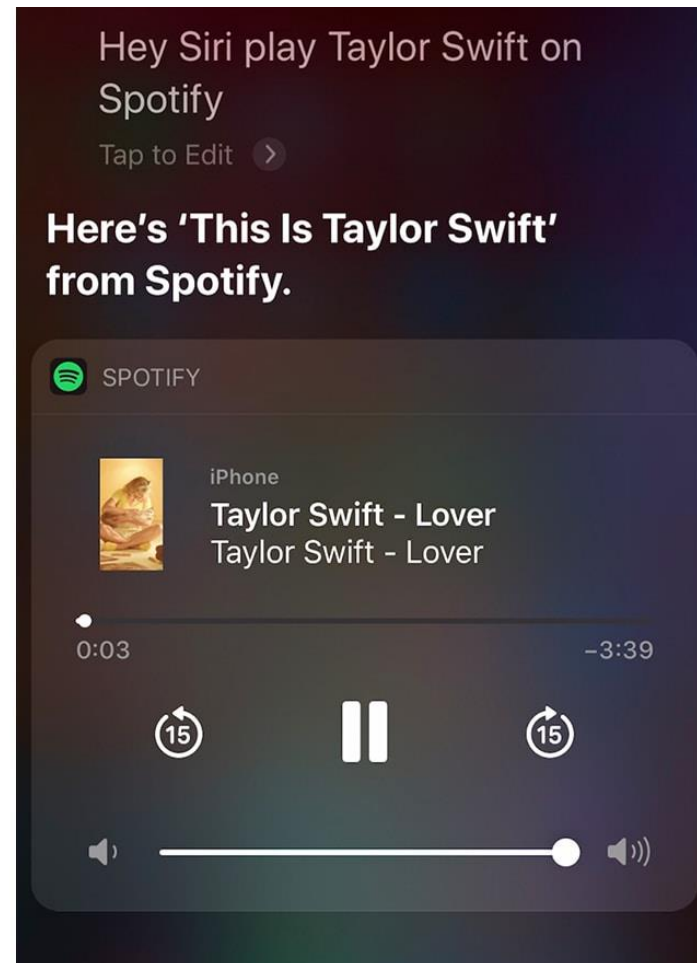 Hey Siri play Taylor Swift on
Spotify
Tap to Edit
Here’s ‘This Is Taylor Swift’
from Spotify.
SPOTIFY
iPhone
Taylor Swift - Lover
Taylor Swift - Lover
0:03 –3:39
15 15